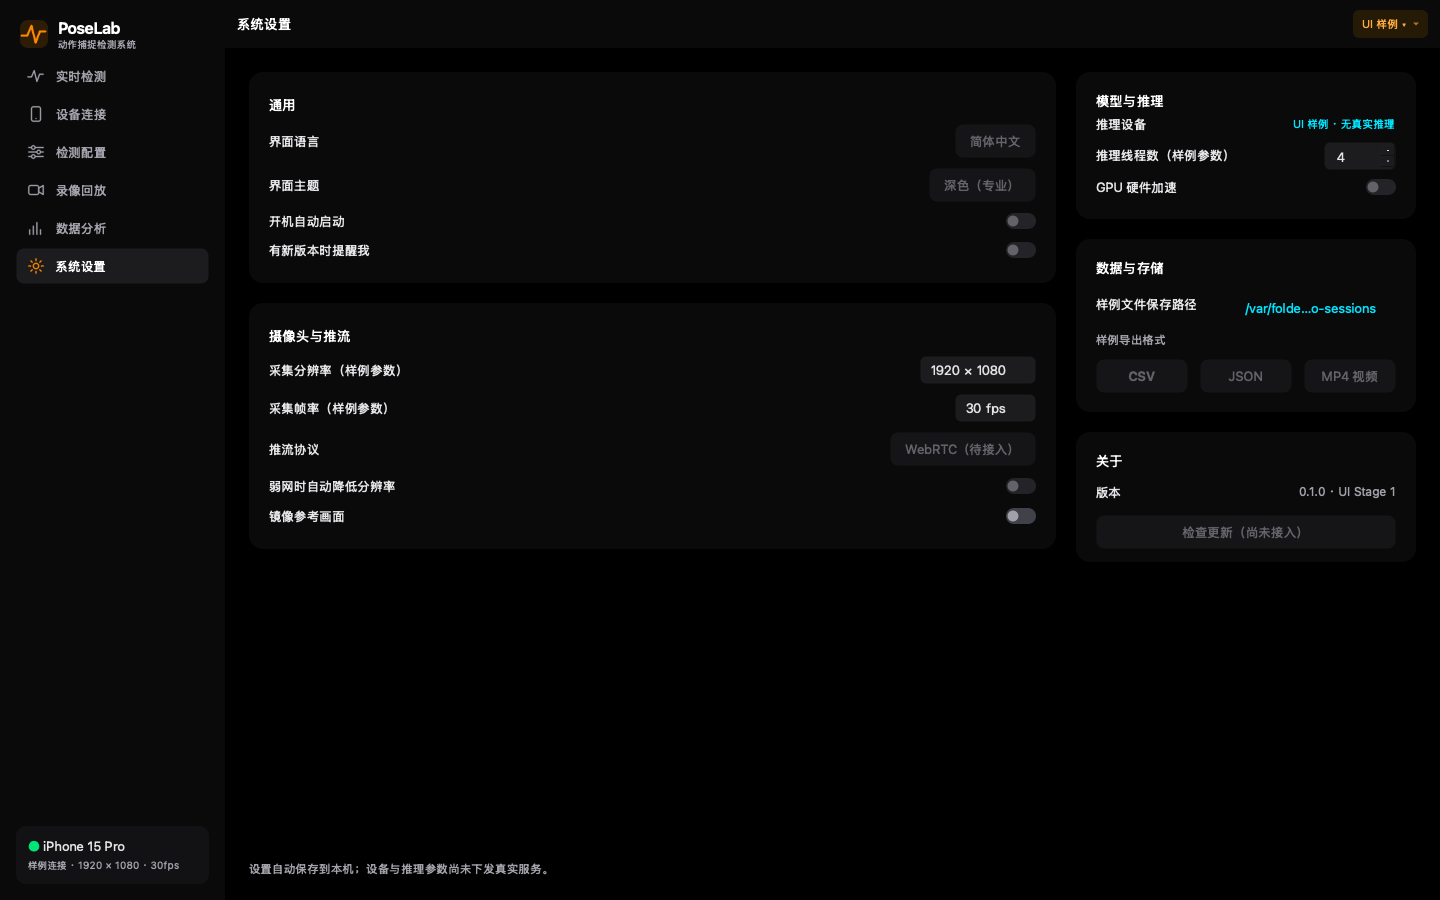 PoseLab
动作捕捉检测系统
实时检测
设备连接
检测配置
录像回放
数据分析
系统设置
iPhone 15 Pro
样例连接 · 1920 × 1080 · 30fps
系统设置
UI 样例 •
通用
界面语言
简体中文
界面主题
深色（专业）
开机自动启动
有新版本时提醒我
摄像头与推流
采集分辨率（样例参数）
1920 × 1080
采集帧率（样例参数）
30 fps
推流协议
WebRTC（待接入）
弱网时自动降低分辨率
镜像参考画面
模型与推理
推理设备
UI 样例 · 无真实推理
推理线程数（样例参数）
4
GPU 硬件加速
数据与存储
样例文件保存路径
/var/folde...o-sessions
样例导出格式
CSV
JSON
MP4 视频
关于
版本
0.1.0 · UI Stage 1
检查更新（尚未接入）
设置自动保存到本机；设备与推理参数尚未下发真实服务。